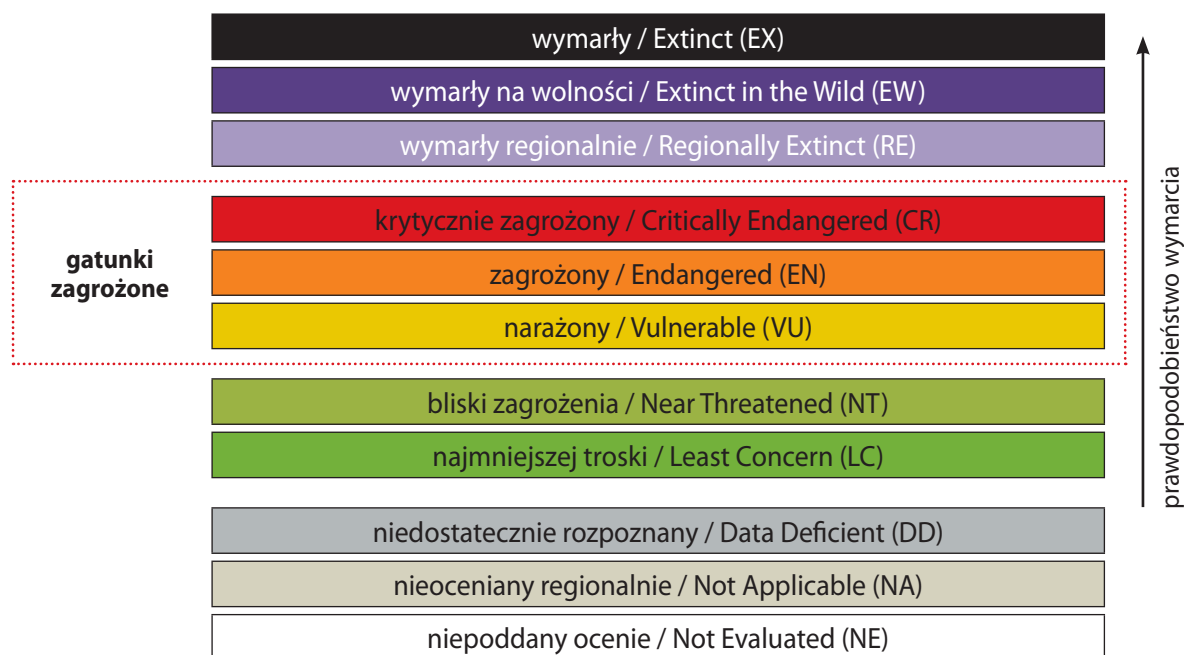 wymarły / Extinct (EX)
wymarły na wolności / Extinct in the Wild (EW)
wymarły regionalnie / Regionally Extinct (RE)
gatunki
zagrożone
krytycznie zagrożony / Critically Endangered (CR)
zagrożony / Endangered (EN)
narażony / Vulnerable (VU)
bliski zagrożenia / Near Threatened (NT)
najmniejszej troski / Least Concern (LC)
niedostatecznie rozpoznany / Data Deficient (DD)
nieoceniany regionalnie / Not Applicable (NA)
niepoddany ocenie / Not Evaluated (NE)
prawdopodobieństwo wymarcia